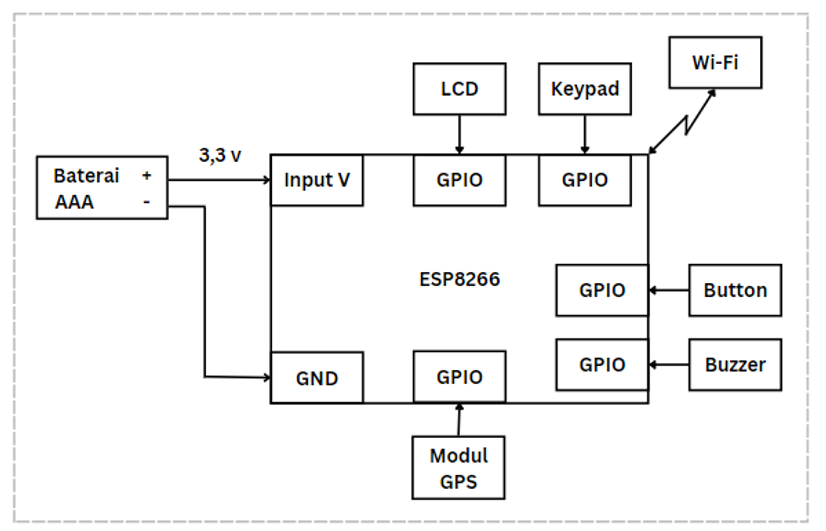 Wi-Fi
LCD
Keypad
3,3 v
Baterai +
AAA -
Input V
GPIO
GPIO
ESP8266
GPIO
Button
GPIO
Buzzer
GND
GPIO
Modul
GPS